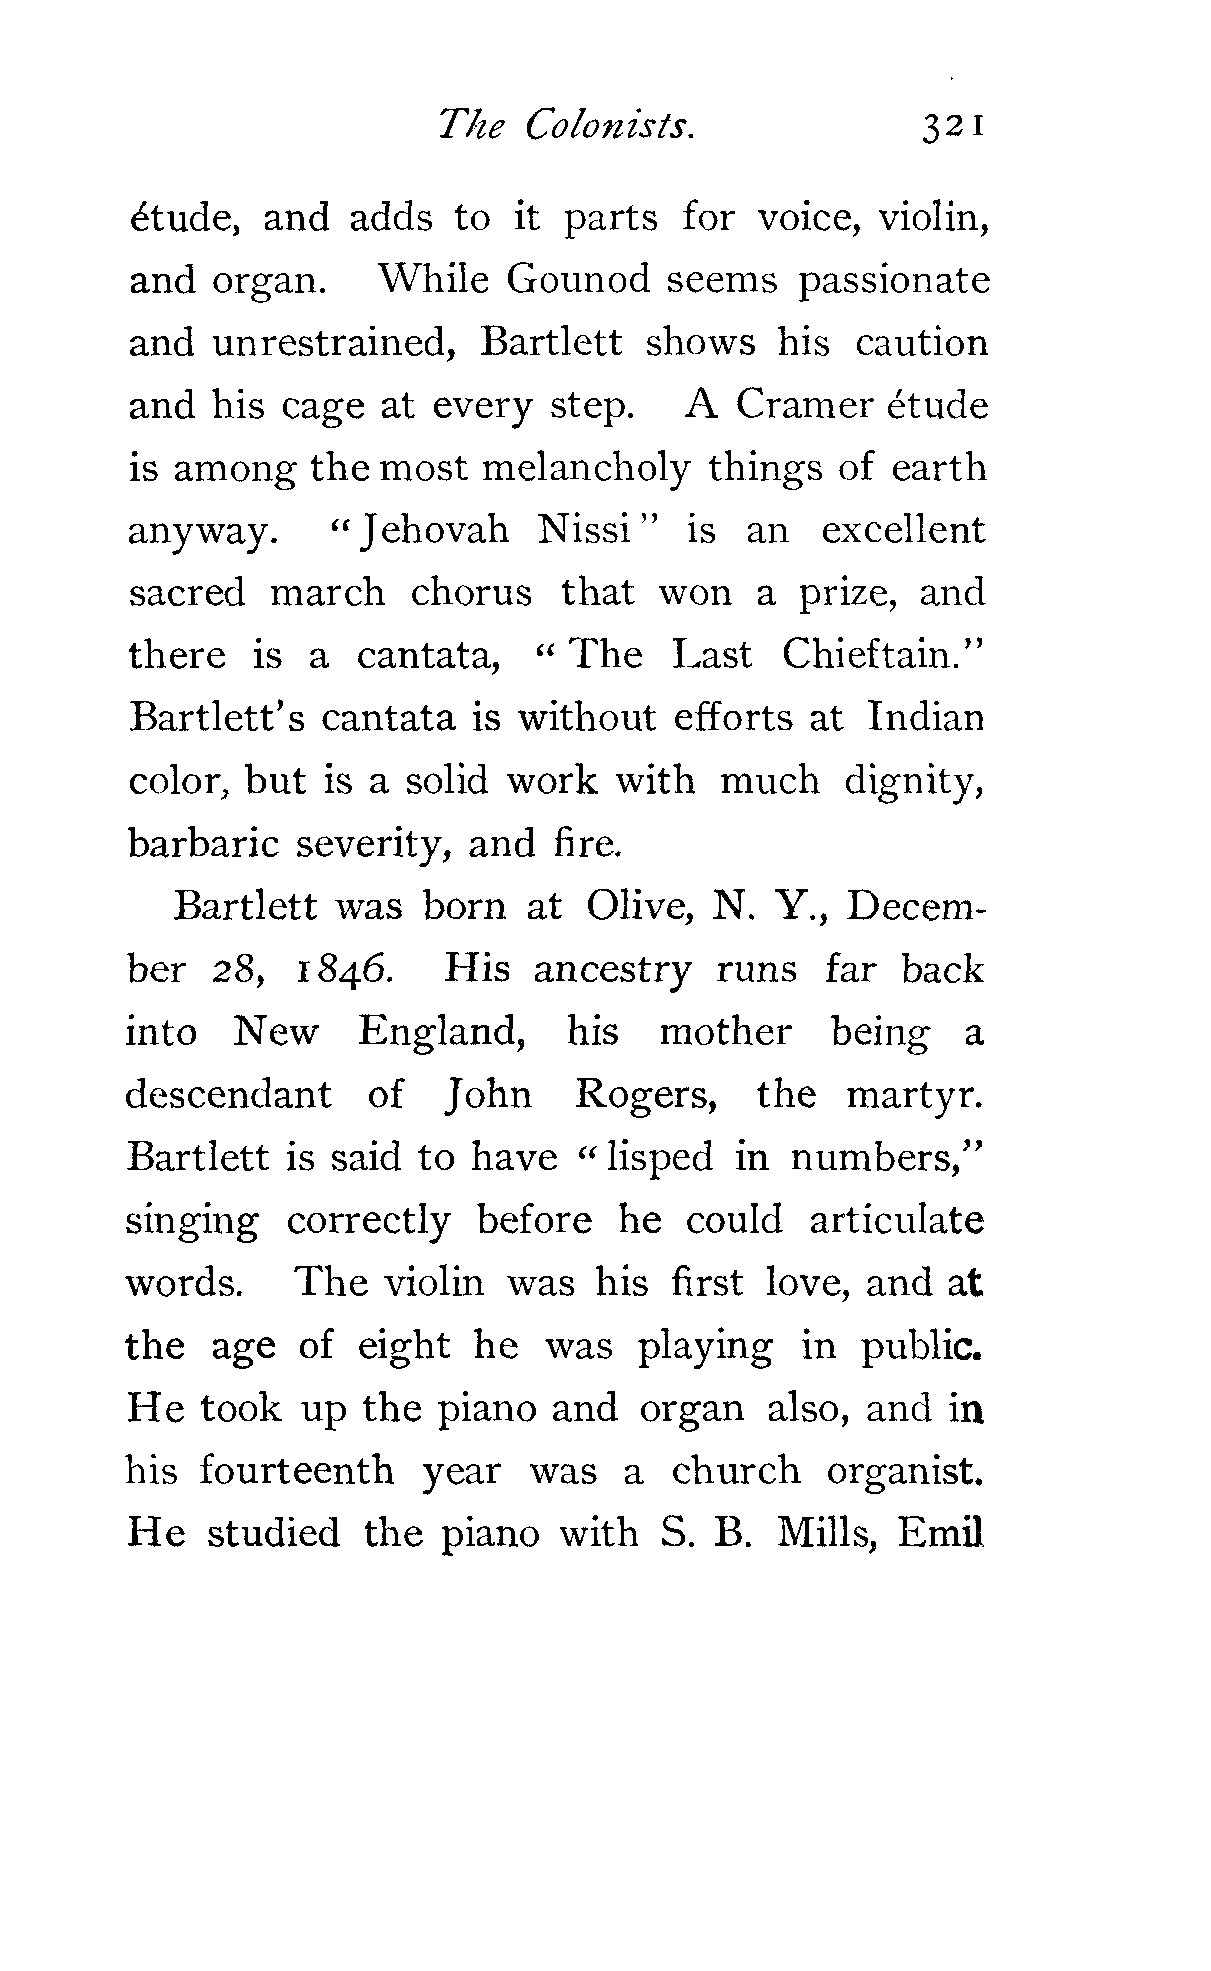 The Colonists. 321
étude, and adds to it parts for voice, violin,
and organ. While Gounod seems passionate
and unrestrained, Bartlett shows his caution
and his cage at every step. A Cramer étude
is among the most melancholy things of earth
anyway. “Jehovah Nissi” is an excellent
sacred march chorus that won a prize, and
there is a cantata, “The Last Chieftain.”
Bartlett's cantata is without efforts at Indian
color, but is a solid work with much dignity,
barbaric severity, and fire.
Bartlett was born at Olive, N. Y., Decem-
ber 28, 1846. His ancestry runs far back
into New England, his mother being a
descendant of John Rogers, the martyr.
Bartlett is said to have “lisped in numbers,”
singing correctly before he could articulate
words. The violin was his first love, and at
the age of eight he was playing in public.
He took up the piano and organ also, and in
his fourteenth year was a church organist.
He studied the piano with S. B. Mills, Emil